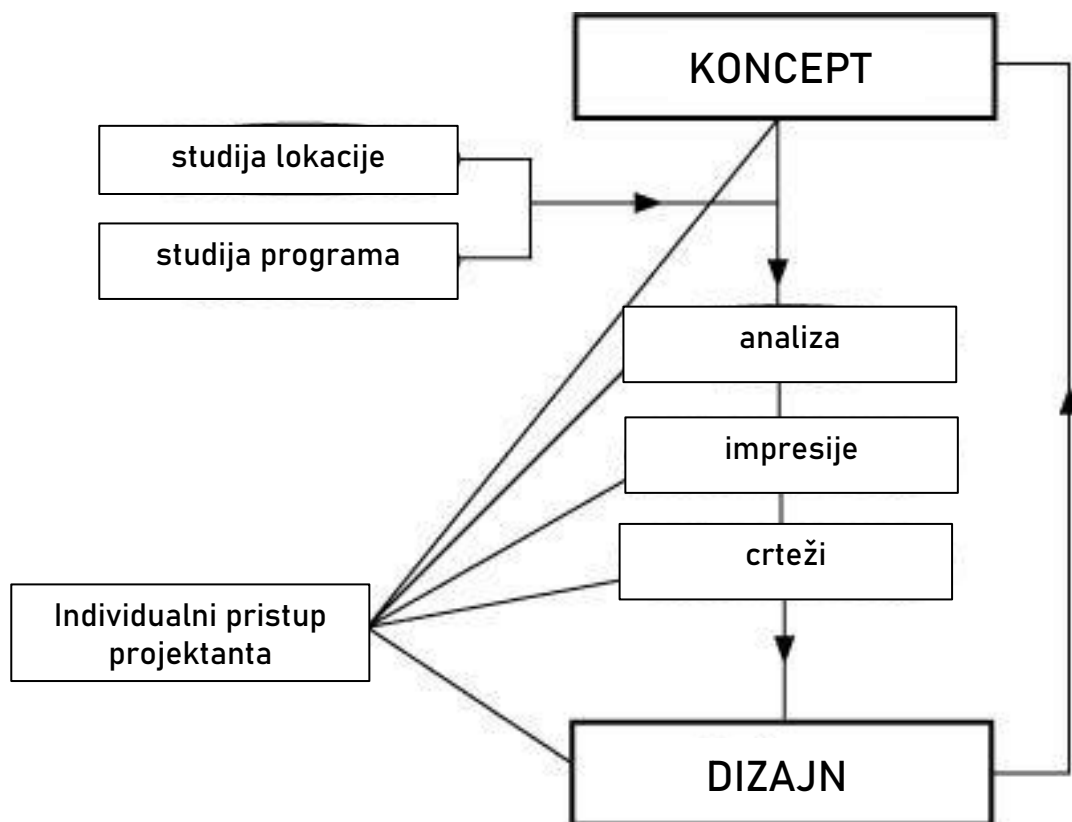 KONCEPT
studija lokacije
studija programa
analiza
impresije
crteži
Individualni pristup
projektanta
DIZAJN